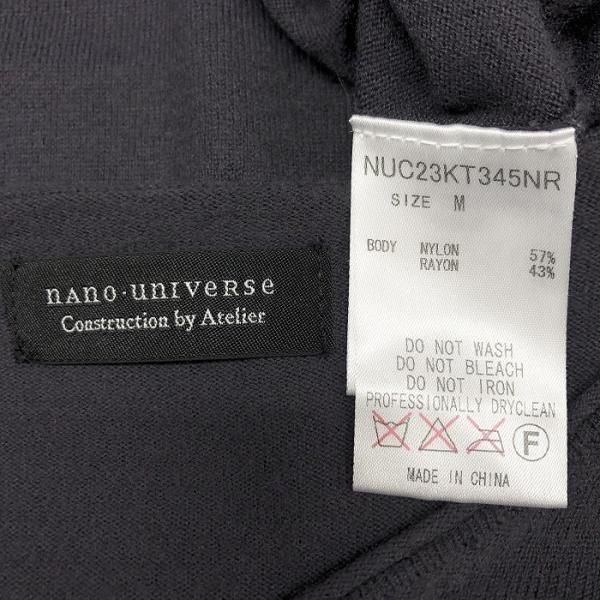 nano·universe
Construction by Atelier
NUC23KT345NR
SIZE M
BODY NYLON 57%
RAYON 43%
DO NOT WASH
DO NOT BLEACH
DO NOT IRON
PROFESSIONALLY DRYCLEAN
F
MADE IN CHINA